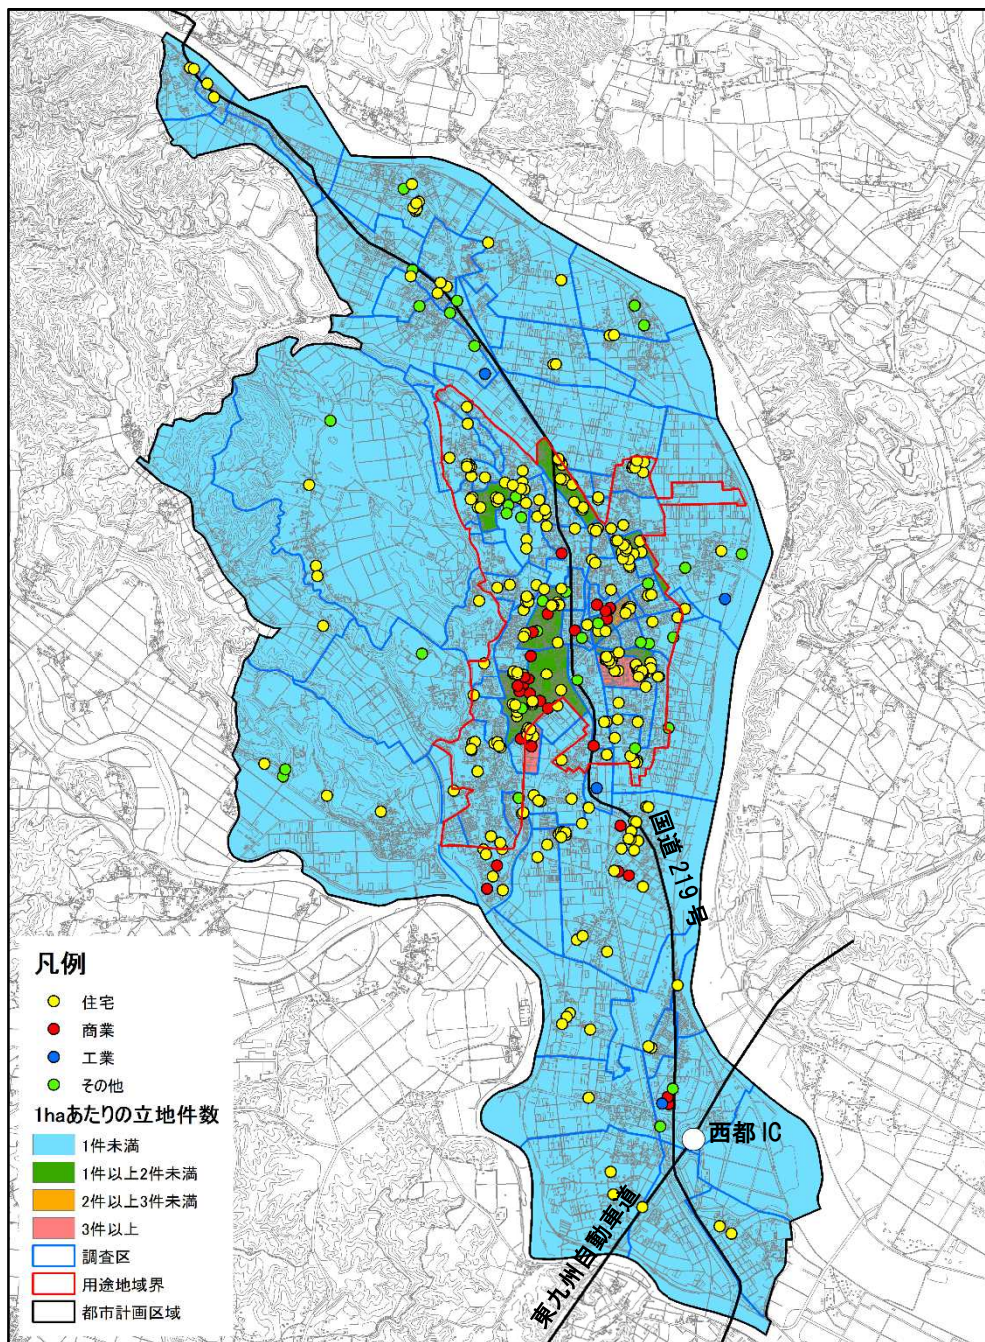 国道219号
西都IC
東九州自動車道
凡例
住宅
商業
工業
その他
1haあたりの立地件数
1件未満
1件以上2件未満
2件以上3件未満
3件以上
調査区
用途地域界
都市計画区域